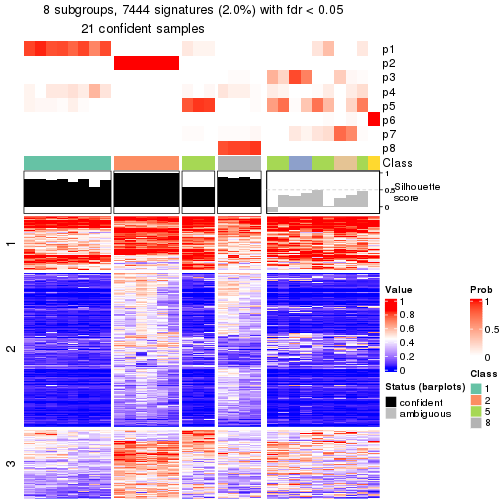 8 subgroups, 7444 signatures (2.0%) with fdr < 0.05
21 confident samples
p1
p2
p3
p4
p5
p6
p7
p8
Class
1
0.5
0
Silhouette
score
1
2
3
Value
1
0.8
0.6
0.4
0.2
0
Status (barplots)
confident
ambiguous
Prob
1
0.5
0
Class
1
2
5
8